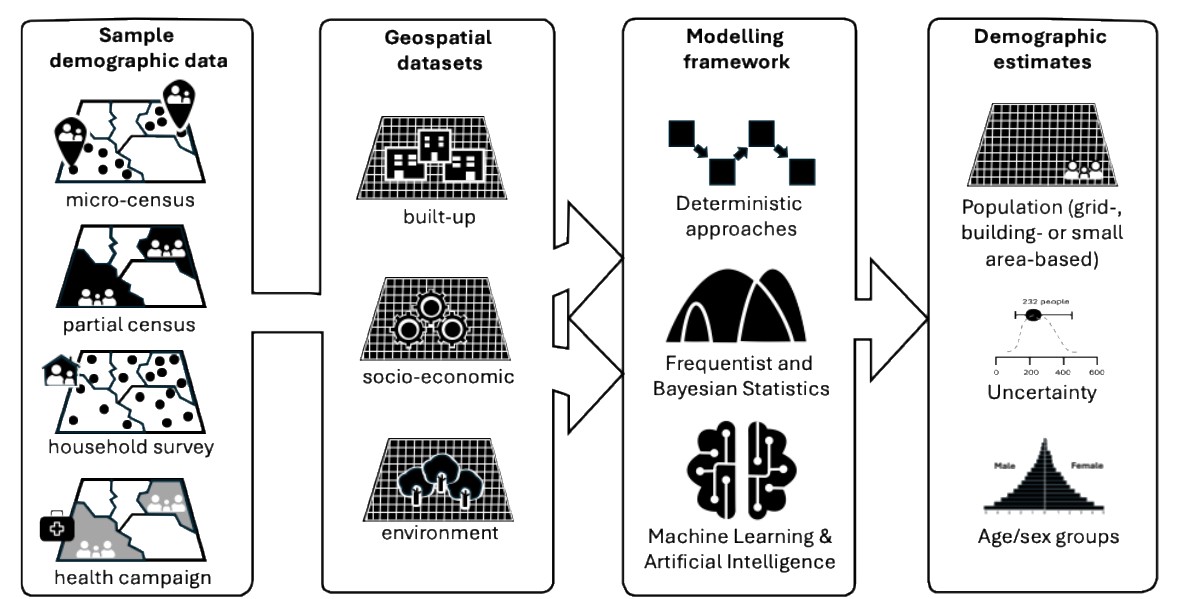 Sample
demographic data
micro-census
partial census
household survey
health campaign
Geospatial
datasets
built-up
socio-economic
environment
Modelling
framework
Deterministic
approaches
Frequentist and
Bayesian Statistics
Machine Learning &
Artificial Intelligence
Demographic
estimates
Population (grid-,
building- or small
area-based)
232 people
0 200 400 600
Uncertainty
Male Female
Age/sex groups